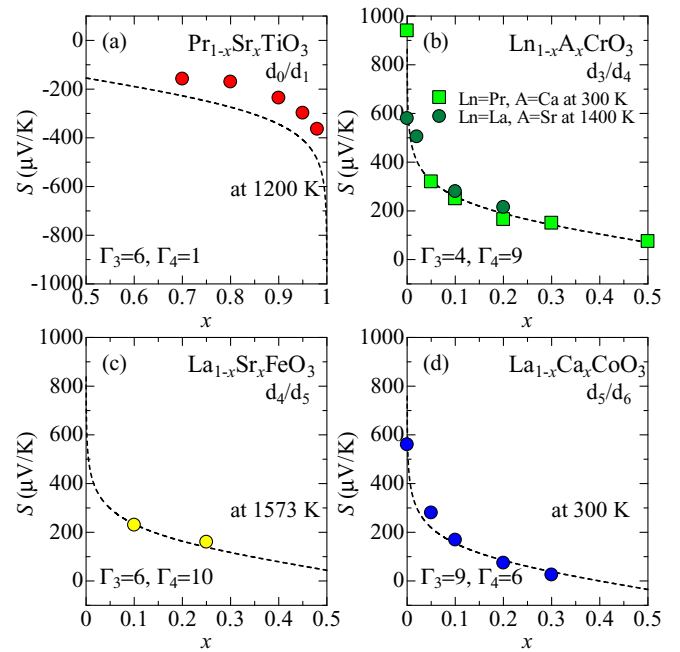 (a) Pr1-xSrxTiO3
d0/d1
0
-200
-400
-600
-800
-1000
S (μV/K)
at 1200 K
Γ3=6, Γ4=1
0.5 0.6 0.7 0.8 0.9 1
x
(b) Ln1-xAxCrO3
d3/d4
Ln=Pr, A=Ca at 300 K
Ln=La, A=Sr at 1400 K
1000
800
600
400
200
0
S (μV/K)
Γ3=4, Γ4=9
0 0.1 0.2 0.3 0.4 0.5
x
(c) La1-xSrxFeO3
d4/d5
1000
800
600
400
200
0
S (μV/K)
at 1573 K
Γ3=6, Γ4=10
0 0.1 0.2 0.3 0.4 0.5
x
(d) La1-xCaxCoO3
d5/d6
1000
800
600
400
200
0
S (μV/K)
at 300 K
Γ3=9, Γ4=6
0 0.1 0.2 0.3 0.4 0.5
x